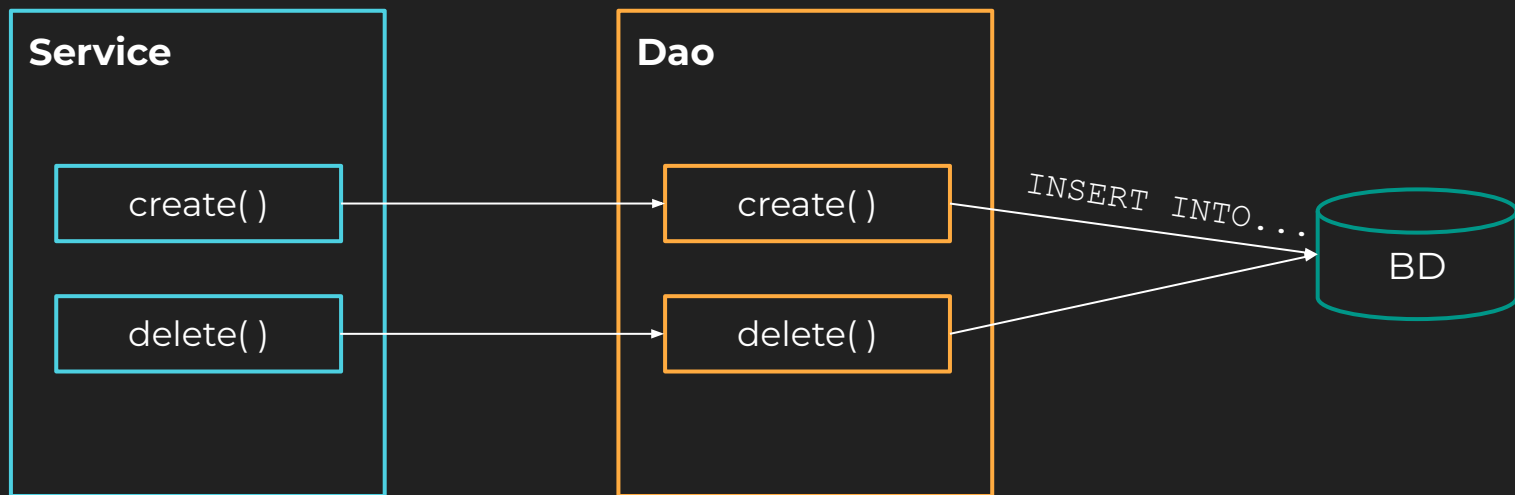 Service
Dao
create( )
create( )
INSERT INTO...
BD
delete( )
delete( )